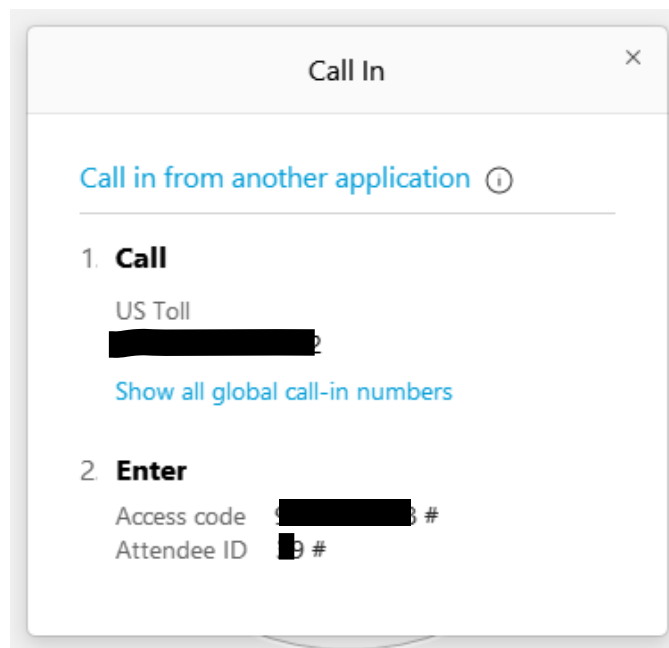 Call In
Call in from another application
1. Call
US Toll
Show all global call-in numbers
2. Enter
Access code #
Attendee ID #